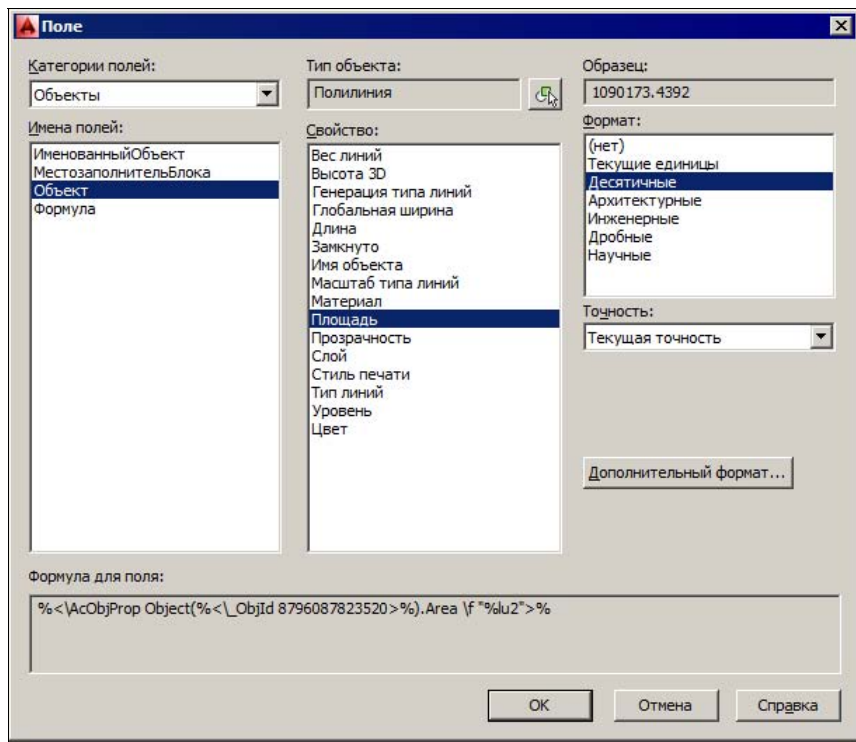 Поле
Категории полей:
Объекты
Имена полей:
ИменованныйОбъект
МестозаполнительБлока
Объект
Формула
Тип объекта:
Полилиния
Свойство:
Вес линий
Высота 3D
Генерация типа линий
Глобальная ширина
Длина
Замкнуто
Имя объекта
Масштаб типа линий
Материал
Площадь
Прозрачность
Слой
Стиль печати
Тип линий
Уровень
Цвет
Образец:
1090173.4392
Формат:
(нет)
Текущие единицы
Десятичные
Архитектурные
Инженерные
Дробные
Научные
Точность:
Текущая точность
Дополнительный формат...
Формула для поля:
%<\AcObjProp Object(%<\_ObjId 8796087823520>%).Area \f "%lu2">%
ОК
Отмена
Справка